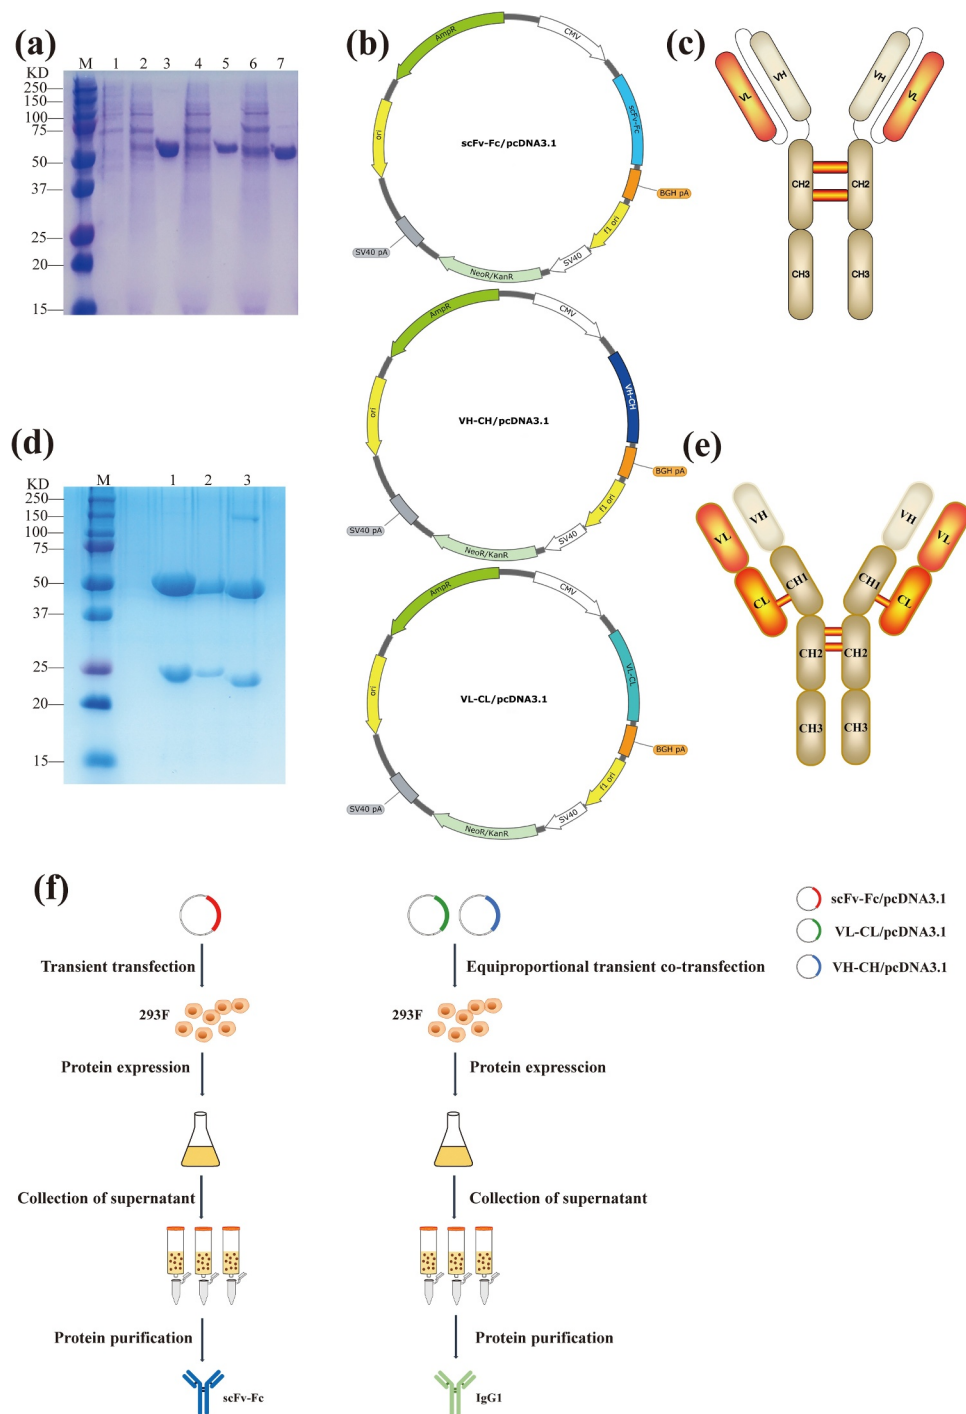 (a)
KD
M 1 2 3 4 5 6 7
250
150
100
75
50
37
25
20
15
(b)
AmpR
CMV
scFv-Fc
BGH pA
f1 ori
SV40
NeoR/KanR
SV40 pA
ori
scFv-Fc/pcDNA3.1
AmpR
CMV
VH-CH
BGH pA
f1 ori
SV40
NeoR/KanR
SV40 pA
ori
VH-CH/pcDNA3.1
AmpR
CMV
VL-CL
BGH pA
f1 ori
SV40
NeoR/KanR
SV40 pA
ori
VL-CL/pcDNA3.1
(c)
VL
VH
VH
VL
CH2
CH2
CH3
CH3
(d)
KD
M 1 2 3
250
150
100
75
50
37
25
20
15
(e)
VL
VH
VH
VL
CL
CH1
CH1
CL
CH2
CH2
CH3
CH3
(f)
Transient transfection
293F
Protein expression
Collection of supernatant
Protein purification
scFv-Fc
Equiproportional transient co-transfection
293F
Protein expresscion
Collection of supernatant
Protein purification
IgG1
scFv-Fc/pcDNA3.1
VL-CL/pcDNA3.1
VH-CH/pcDNA3.1